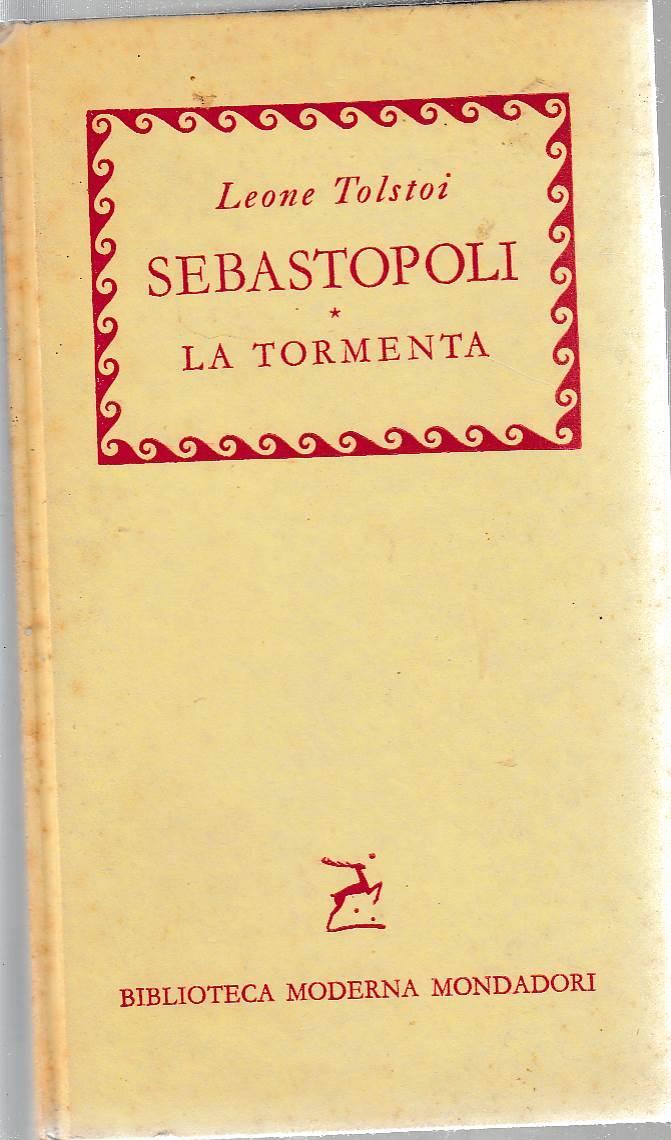 Leone Tolstoi
SEBASTOPOLI
*
LA TORMENTA
BIBLIOTECA MODERNA MONDADORI